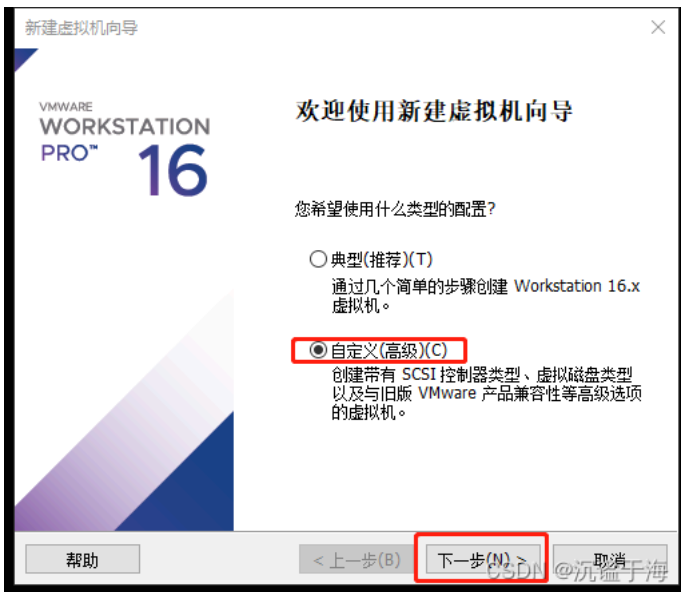 新建虚拟机向导
VMWARE
WORKSTATION
PRO™ 16
欢迎使用新建虚拟机向导
您希望使用什么类型的配置?
典型(推荐)(T)
通过几个简单的步骤创建 Workstation 16.x
虚拟机。
自定义(高级)(C)
创建带有 SCSI 控制器类型、虚拟磁盘类型
以及与旧版 VMware 产品兼容性等高级选项
的虚拟机。
帮助
< 上一步(B)
下一步(N) >
取消
CSDN @沉镒于海